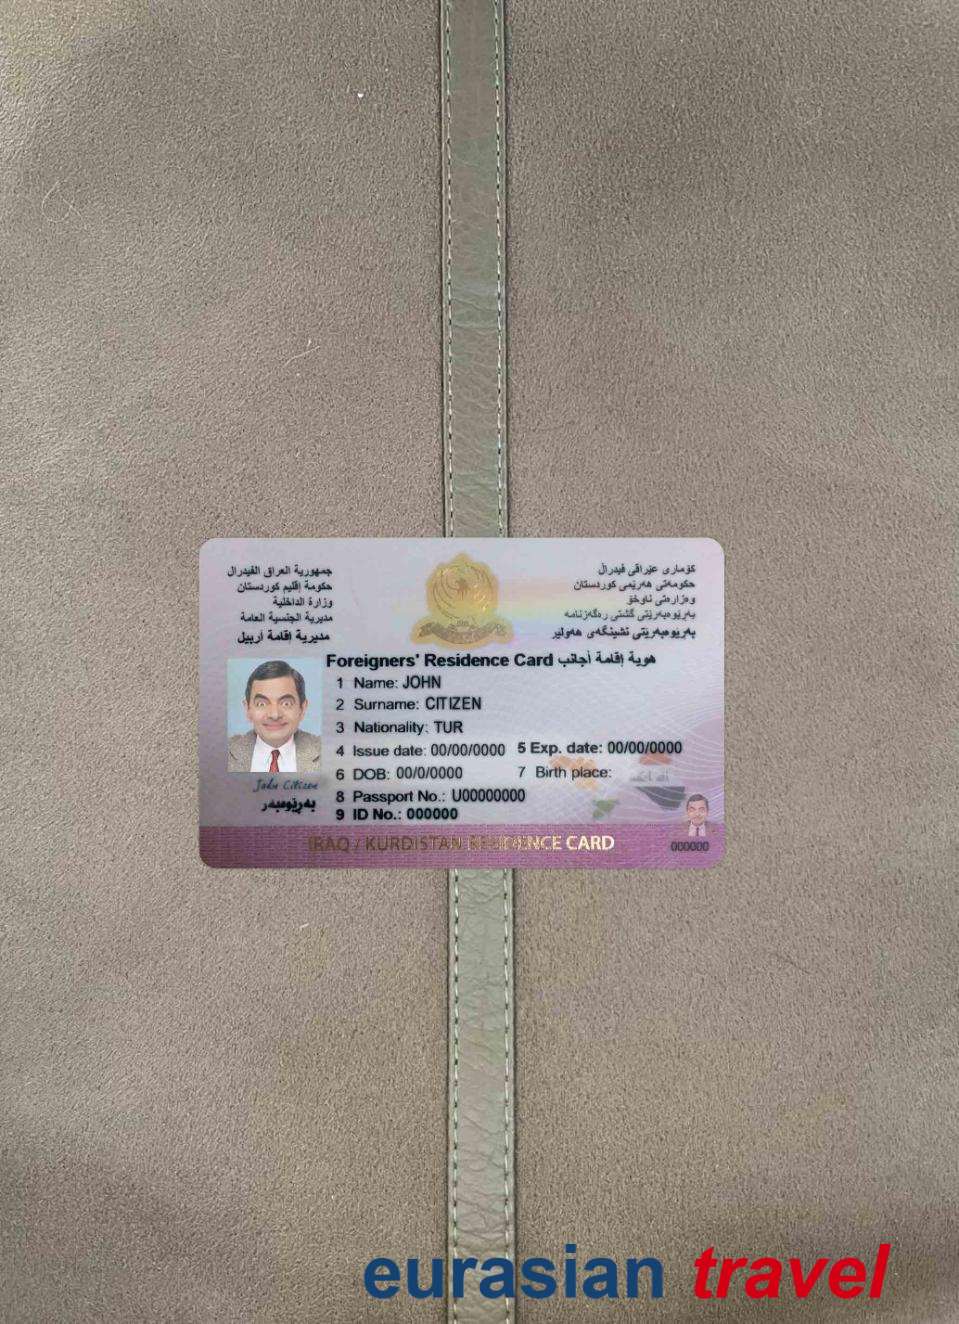 جمهورية العراق الفيدرال
حكومة إقليم كوردستان
وزارة الداخلية
مديرية الجنسية العامة
مديرية إقامة أربيل
كۆماری عێراقی فیدرال
حکومەتی هەرێمی کوردستان
وەزارەتی ناوخۆ
بەڕێوەبەرێتی گشتی رەگەزنامە
بەڕێوەبەرێتی نشینگەی هەولێر
Foreigners' Residence Card هوية إقامة أجانب
1 Name: JOHN
2 Surname: CITIZEN
3 Nationality: TUR
4 Issue date: 00/00/0000 5 Exp. date: 00/00/0000
6 DOB: 00/0/0000 7 Birth place:
8 Passport No.: U00000000
9 ID No.: 000000
John Citizen
بەڕێوەبەر
IRAQ / KURDISTAN RESIDENCE CARD
000000
eurasian travel